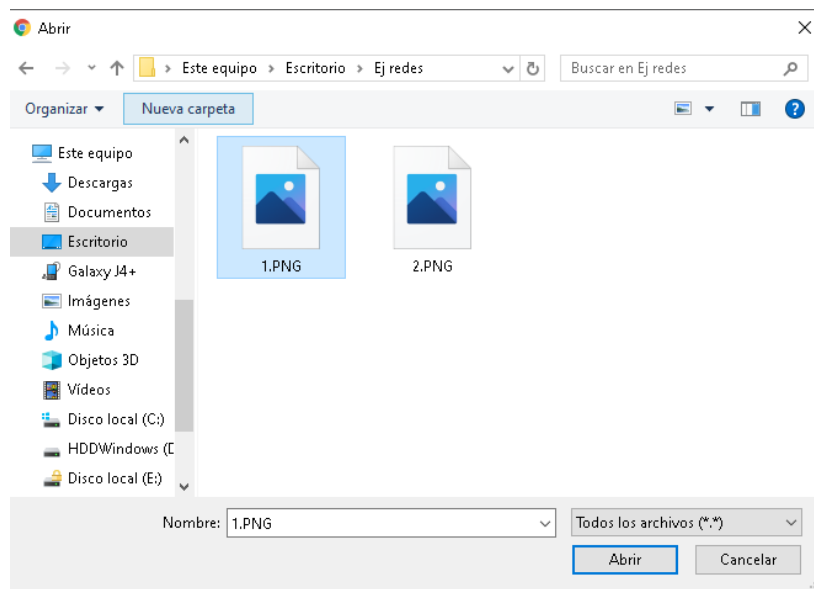 Abrir
Este equipo > Escritorio > Ej redes
Buscar en Ej redes
Organizar
Nueva carpeta
?
Este equipo
Descargas
Documentos
Escritorio
Galaxy J4+
Imágenes
Música
Objetos 3D
Vídeos
Disco local (C:)
HDDWindows (D
Disco local (E:)
1.PNG
2.PNG
Nombre: 1.PNG
Todos los archivos (*.*)
Abrir
Cancelar